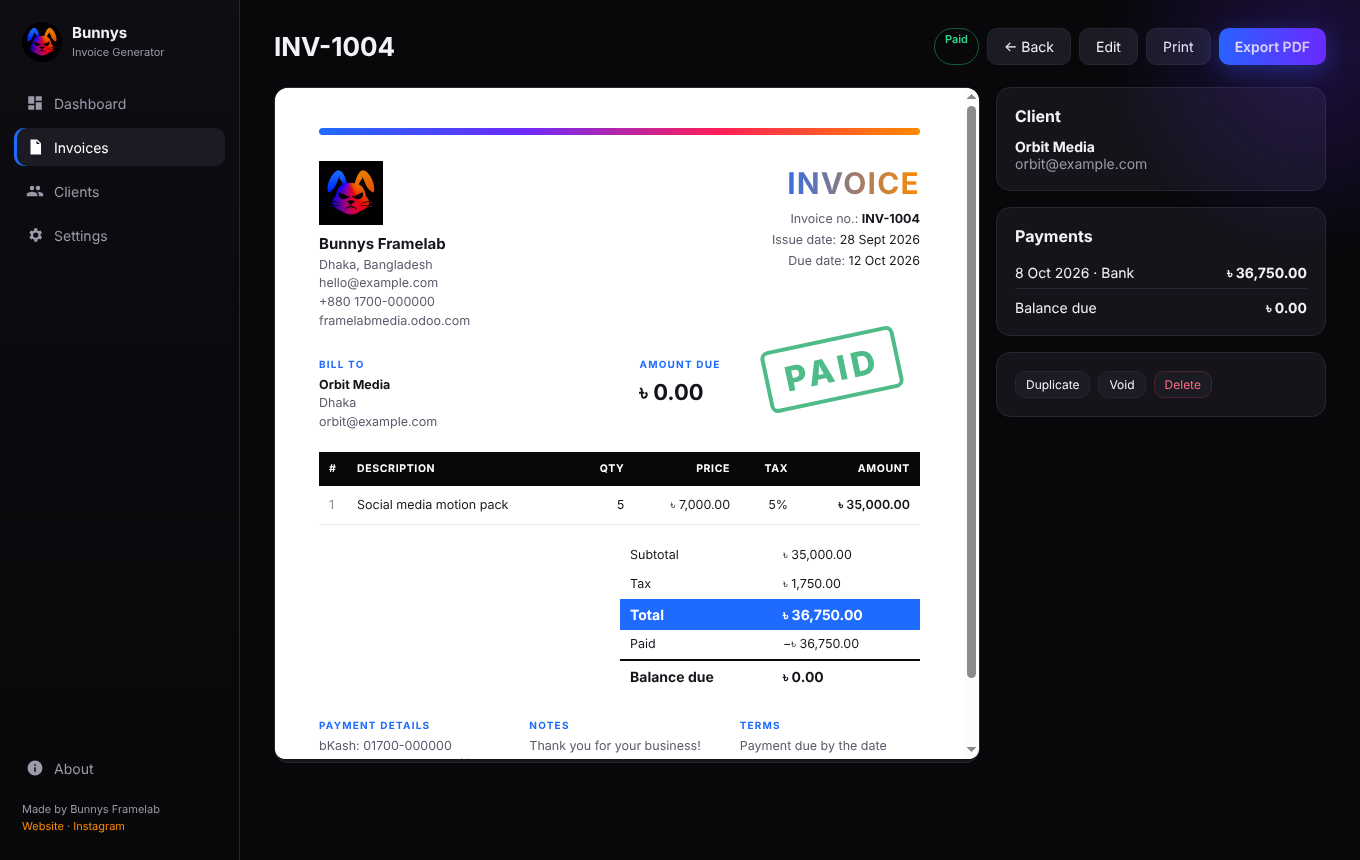 Bunnys
Invoice Generator
Dashboard
Invoices
Clients
Settings
About
Made by Bunnys Framelab
Website · Instagram
INV-1004
Paid
← Back
Edit
Print
Export PDF
INVOICE
Invoice no.: INV-1004
Issue date: 28 Sept 2026
Due date: 12 Oct 2026
Bunnys Framelab
Dhaka, Bangladesh
hello@example.com
+880 1700-000000
framelabmedia.odoo.com
BILL TO
Orbit Media
Dhaka
orbit@example.com
AMOUNT DUE
৳ 0.00
PAID
# DESCRIPTION QTY PRICE TAX AMOUNT
1 Social media motion pack 5 ৳ 7,000.00 5% ৳ 35,000.00
Subtotal ৳ 35,000.00
Tax ৳ 1,750.00
Total ৳ 36,750.00
Paid −৳ 36,750.00
Balance due ৳ 0.00
PAYMENT DETAILS
bKash: 01700-000000
NOTES
Thank you for your business!
TERMS
Payment due by the date
Client
Orbit Media
orbit@example.com
Payments
8 Oct 2026 · Bank ৳ 36,750.00
Balance due ৳ 0.00
Duplicate
Void
Delete